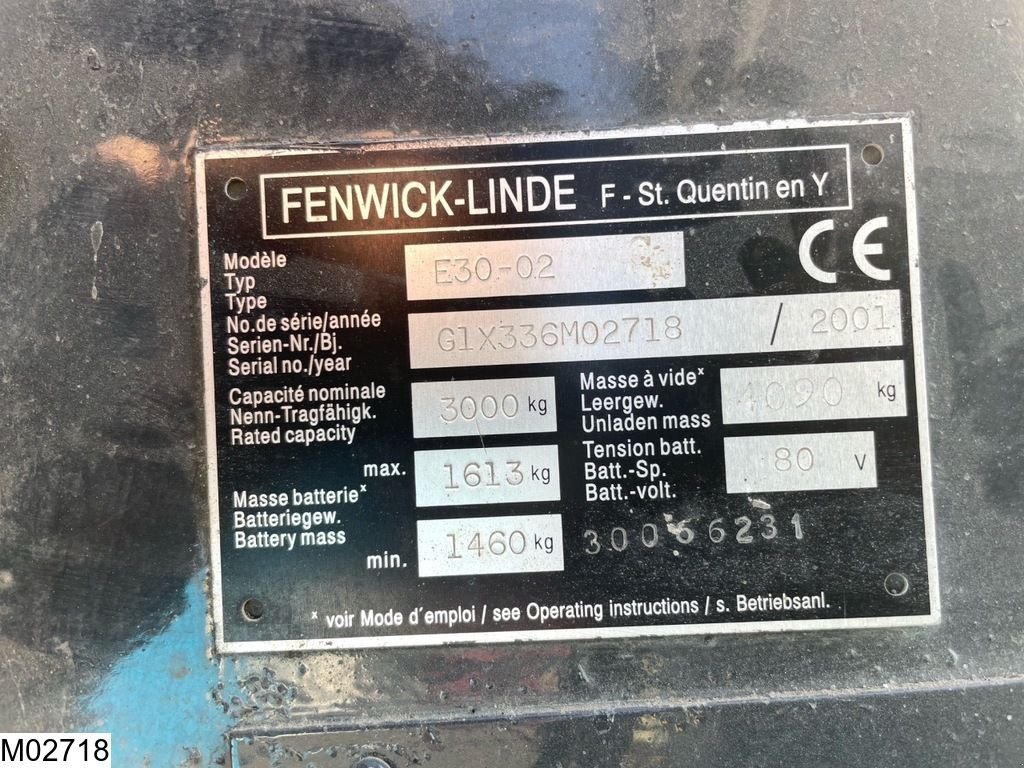 FENWICK-LINDE F - St. Quentin en Y
CE
Modèle
Typ
Type
E30-02
No.de série/année
Serien-Nr./Bj.
Serial no./year
G1X336M02718 / 2001
Capacité nominale
Nenn-Tragfähigk.
Rated capacity
3000 kg
Masse à vide x
Leergew.
Unladen mass
4090 kg
max. 1613 kg
Masse batterie x
Batteriegew.
Battery mass
min. 1460 kg
Tension batt.
Batt.-Sp.
Batt.-volt.
80 V
30056231
x voir Mode d´emploi / see Operating instructions / s. Betriebsanl.
M02718